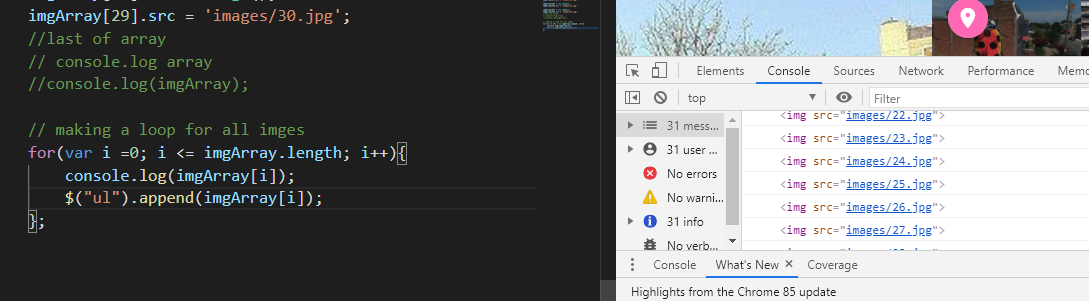 imgArray[29].src = 'images/30.jpg';
//last of array
// console.log array
//console.log(imgArray);
// making a loop for all imges
for(var i =0; i <= imgArray.length; i++){
console.log(imgArray[i]);
$("ul").append(imgArray[i]);
};
Elements Console Sources Network Performance Memo
top Filter
31 mess...
31 user ...
No errors
No warni...
31 info
No verb...
<img src="images/22.jpg">
<img src="images/23.jpg">
<img src="images/24.jpg">
<img src="images/25.jpg">
<img src="images/26.jpg">
<img src="images/27.jpg">
Console What's New Coverage
Highlights from the Chrome 85 update